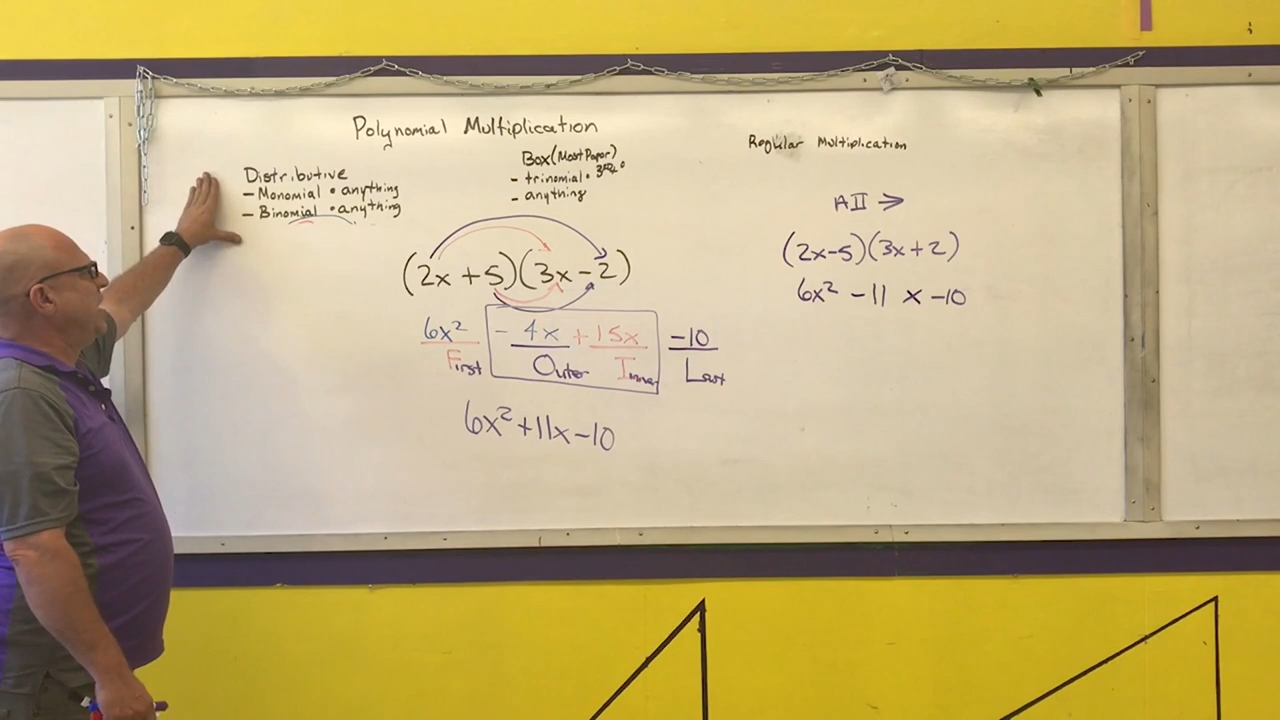 Polynomial Multiplication
Distributive
- Monomial • anything
- Binomial • anything
Box (Most Paper)
- trinomial •
- anything
(2x + 5)(3x - 2)
6x² - 4x + 15x - 10
First Outer Inner Last
6x² + 11x - 10
Regular Multiplication
AII →
(2x - 5)(3x + 2)
6x² - 11 x - 10